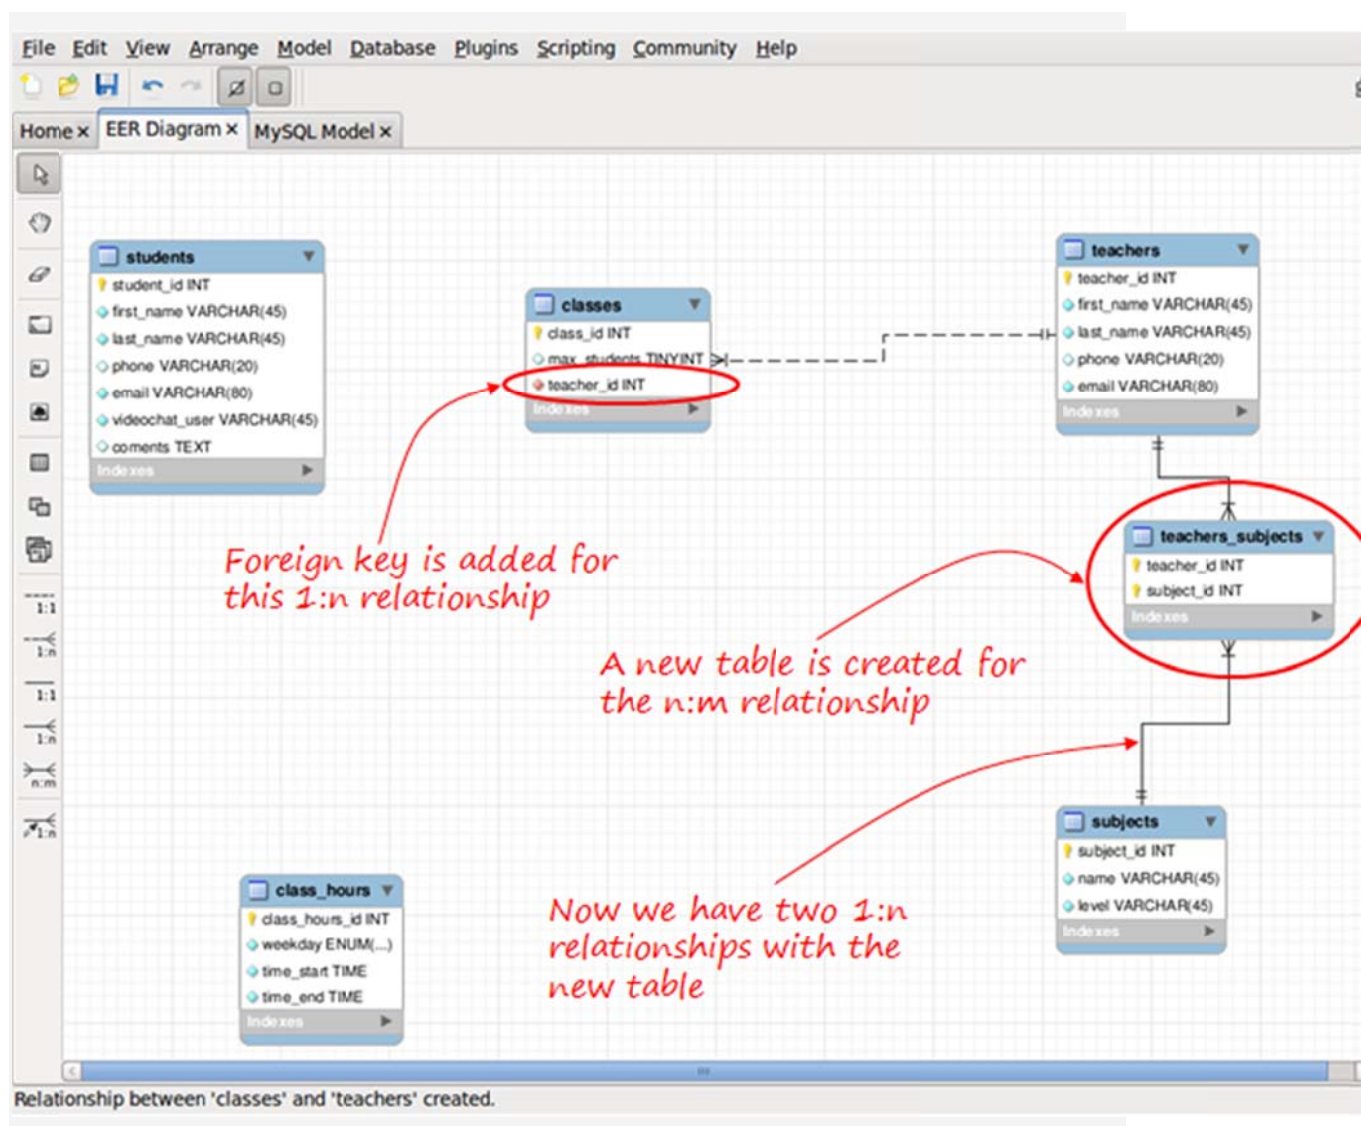 File Edit View Arrange Model Database Plugins Scripting Community Help
Home × EER Diagram × MySQL Model ×
students
student_id INT
first_name VARCHAR(45)
last_name VARCHAR(45)
phone VARCHAR(20)
email VARCHAR(80)
videochat_user VARCHAR(45)
coments TEXT
Indexes
classes
class_id INT
max_students TINYINT
teacher_id INT
Indexes
teachers
teacher_id INT
first_name VARCHAR(45)
last_name VARCHAR(45)
phone VARCHAR(20)
email VARCHAR(80)
Indexes
Foreign key is added for
this 1:n relationship
teachers_subjects
teacher_id INT
subject_id INT
Indexes
A new table is created for
the n:m relationship
1:1
1:n
1:1
1:n
n:m
1:n
subjects
subject_id INT
name VARCHAR(45)
level VARCHAR(45)
Indexes
class_hours
class_hours_id INT
weekday ENUM(...)
time_start TIME
time_end TIME
Indexes
Now we have two 1:n
relationships with the
new table
Relationship between 'classes' and 'teachers' created.